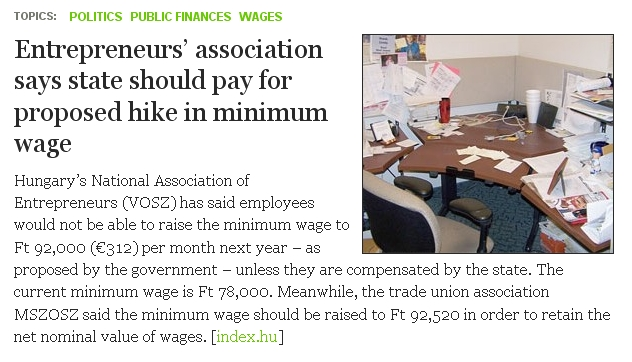 TOPICS: POLITICS PUBLIC FINANCES WAGES
Entrepreneurs’ association
says state should pay for
proposed hike in minimum
wage
Hungary’s National Association of
Entrepreneurs (VOSZ) has said employees
would not be able to raise the minimum wage to
Ft 92,000 (€312) per month next year – as
proposed by the government – unless they are compensated by the state. The
current minimum wage is Ft 78,000. Meanwhile, the trade union association
MSZOSZ said the minimum wage should be raised to Ft 92,520 in order to retain the
net nominal value of wages. [index.hu]